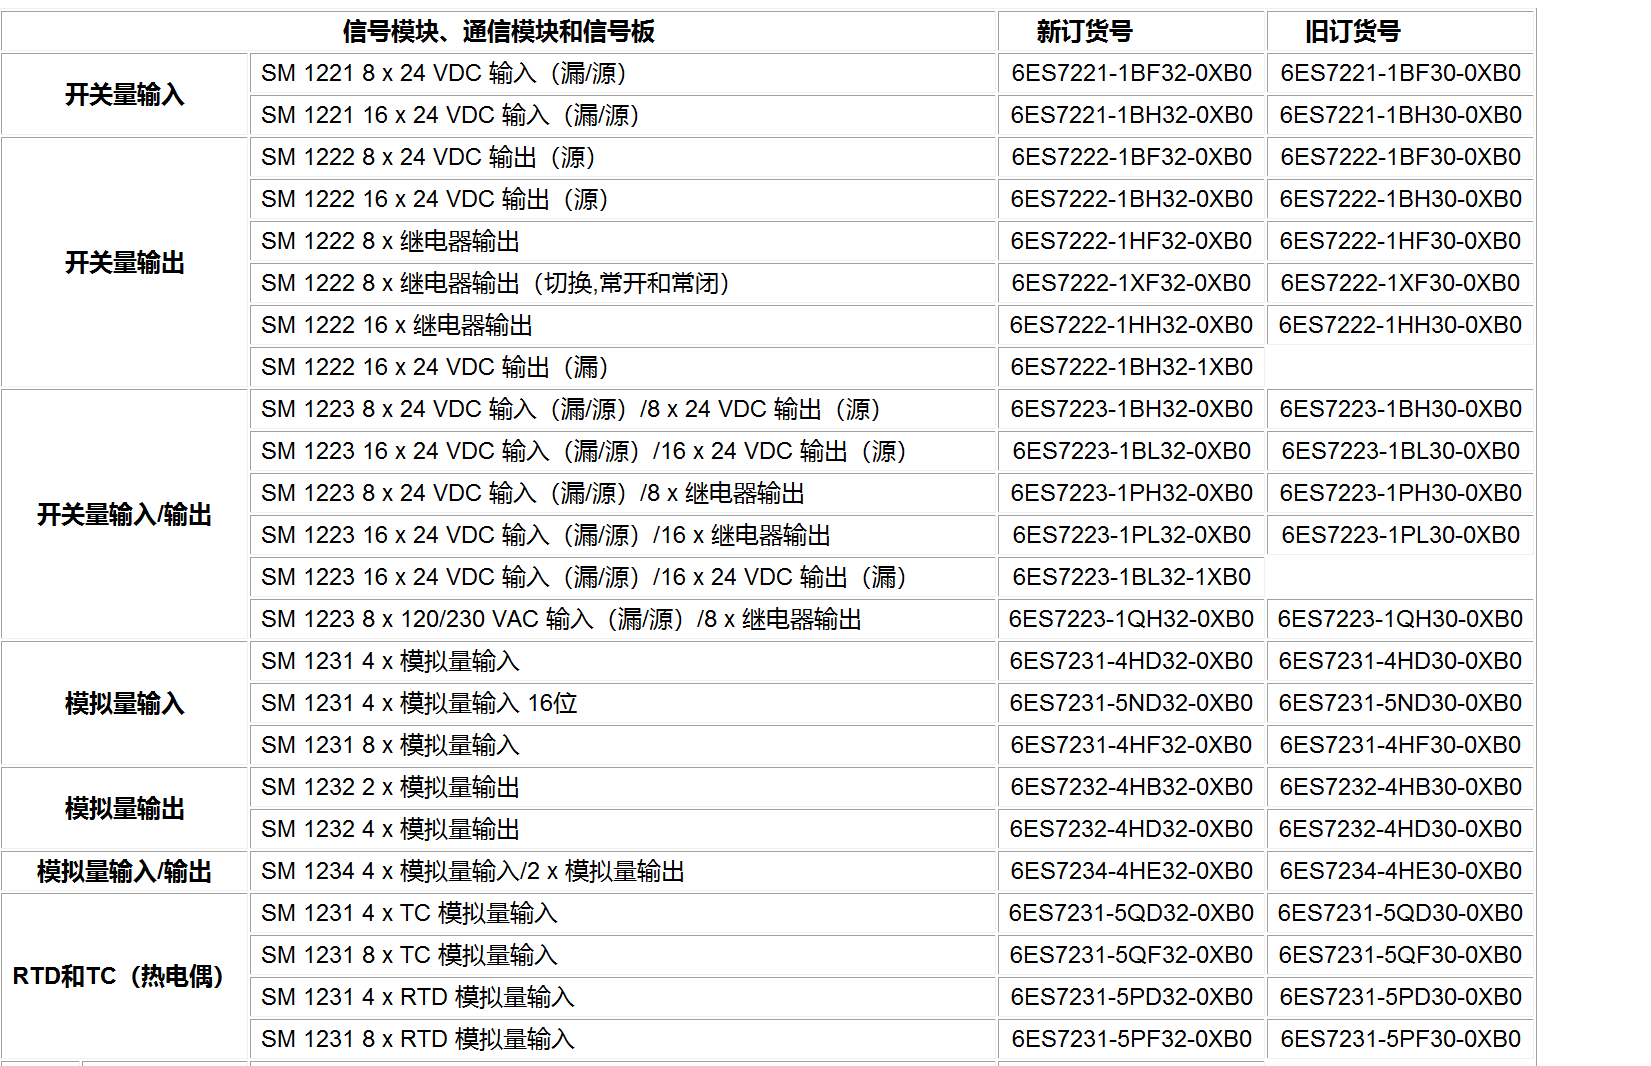 信号模块、通信模块和信号板 新订货号 旧订货号
开关量输入
SM 1221 8 x 24 VDC 输入（漏/源） 6ES7221-1BF32-0XB0 6ES7221-1BF30-0XB0
SM 1221 16 x 24 VDC 输入（漏/源） 6ES7221-1BH32-0XB0 6ES7221-1BH30-0XB0
开关量输出
SM 1222 8 x 24 VDC 输出（源） 6ES7222-1BF32-0XB0 6ES7222-1BF30-0XB0
SM 1222 16 x 24 VDC 输出（源） 6ES7222-1BH32-0XB0 6ES7222-1BH30-0XB0
SM 1222 8 x 继电器输出 6ES7222-1HF32-0XB0 6ES7222-1HF30-0XB0
SM 1222 8 x 继电器输出（切换,常开和常闭） 6ES7222-1XF32-0XB0 6ES7222-1XF30-0XB0
SM 1222 16 x 继电器输出 6ES7222-1HH32-0XB0 6ES7222-1HH30-0XB0
SM 1222 16 x 24 VDC 输出（漏） 6ES7222-1BH32-1XB0
开关量输入/输出
SM 1223 8 x 24 VDC 输入（漏/源）/8 x 24 VDC 输出（源） 6ES7223-1BH32-0XB0 6ES7223-1BH30-0XB0
SM 1223 16 x 24 VDC 输入（漏/源）/16 x 24 VDC 输出（源） 6ES7223-1BL32-0XB0 6ES7223-1BL30-0XB0
SM 1223 8 x 24 VDC 输入（漏/源）/8 x 继电器输出 6ES7223-1PH32-0XB0 6ES7223-1PH30-0XB0
SM 1223 16 x 24 VDC 输入（漏/源）/16 x 继电器输出 6ES7223-1PL32-0XB0 6ES7223-1PL30-0XB0
SM 1223 16 x 24 VDC 输入（漏/源）/16 x 24 VDC 输出（漏） 6ES7223-1BL32-1XB0
SM 1223 8 x 120/230 VAC 输入（漏/源）/8 x 继电器输出 6ES7223-1QH32-0XB0 6ES7223-1QH30-0XB0
模拟量输入
SM 1231 4 x 模拟量输入 6ES7231-4HD32-0XB0 6ES7231-4HD30-0XB0
SM 1231 4 x 模拟量输入 16位 6ES7231-5ND32-0XB0 6ES7231-5ND30-0XB0
SM 1231 8 x 模拟量输入 6ES7231-4HF32-0XB0 6ES7231-4HF30-0XB0
模拟量输出
SM 1232 2 x 模拟量输出 6ES7232-4HB32-0XB0 6ES7232-4HB30-0XB0
SM 1232 4 x 模拟量输出 6ES7232-4HD32-0XB0 6ES7232-4HD30-0XB0
模拟量输入/输出
SM 1234 4 x 模拟量输入/2 x 模拟量输出 6ES7234-4HE32-0XB0 6ES7234-4HE30-0XB0
RTD和TC（热电偶）
SM 1231 4 x TC 模拟量输入 6ES7231-5QD32-0XB0 6ES7231-5QD30-0XB0
SM 1231 8 x TC 模拟量输入 6ES7231-5QF32-0XB0 6ES7231-5QF30-0XB0
SM 1231 4 x RTD 模拟量输入 6ES7231-5PD32-0XB0 6ES7231-5PD30-0XB0
SM 1231 8 x RTD 模拟量输入 6ES7231-5PF32-0XB0 6ES7231-5PF30-0XB0